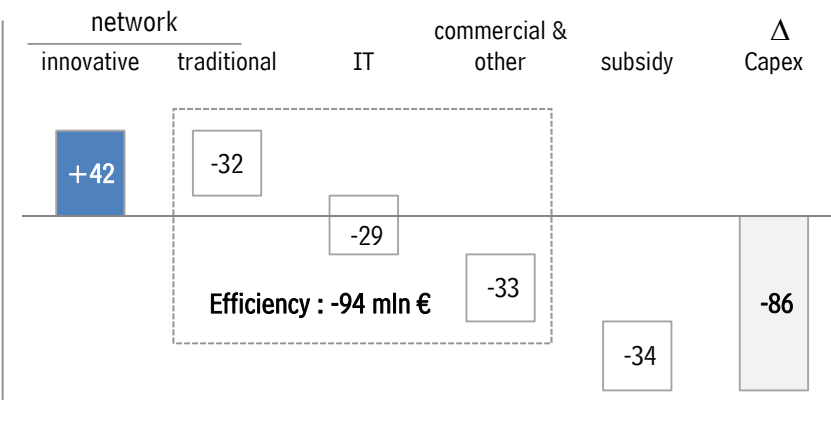 network
innovative traditional IT commercial & other subsidy Δ Capex
+42
-32
-29
-33
Efficiency : -94 mln €
-34
-86